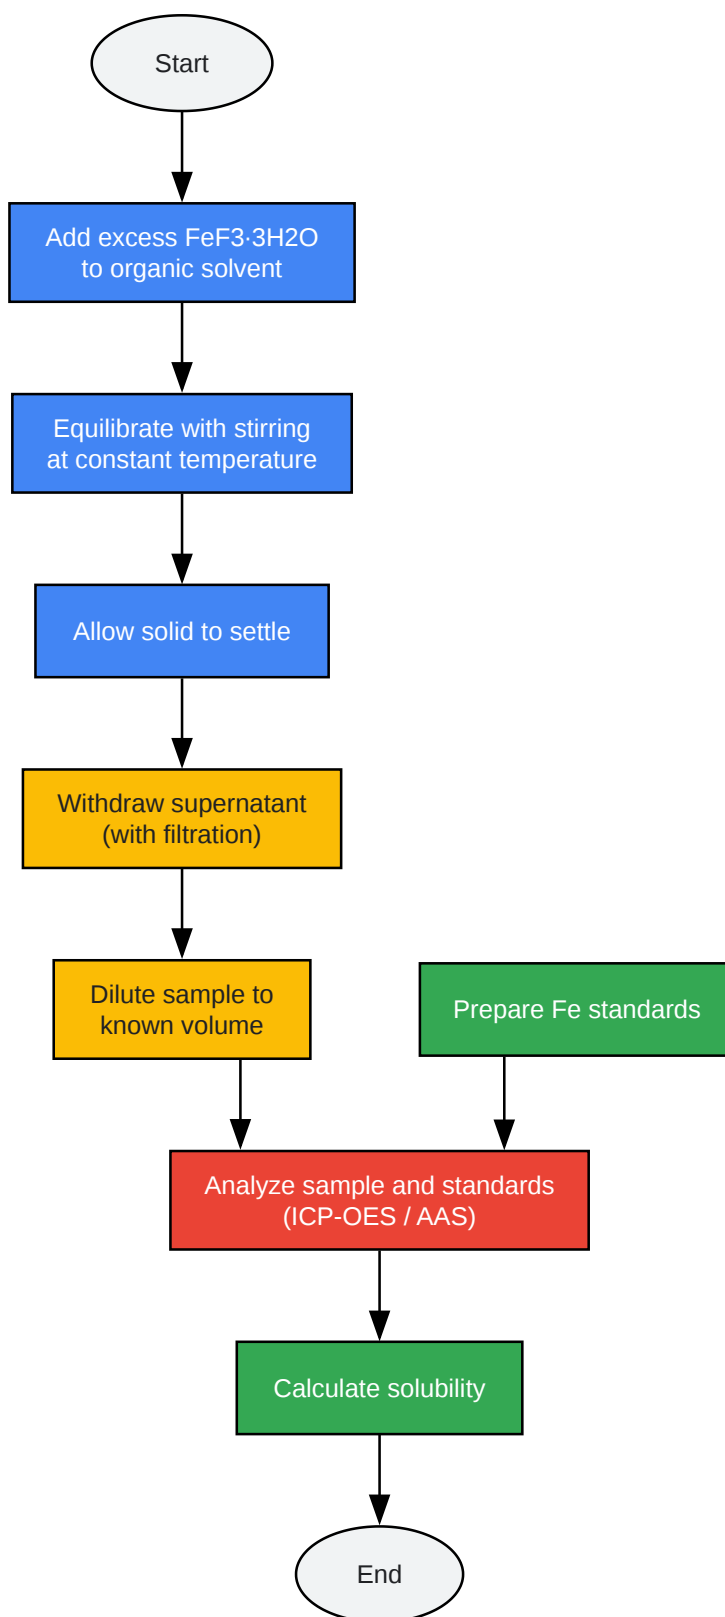 Start
Add excess FeF3·3H2O
to organic solvent
Equilibrate with stirring
at constant temperature
Allow solid to settle
Withdraw supernatant
(with filtration)
Dilute sample to
known volume
Prepare Fe standards
Analyze sample and standards
(ICP-OES / AAS)
Calculate solubility
End